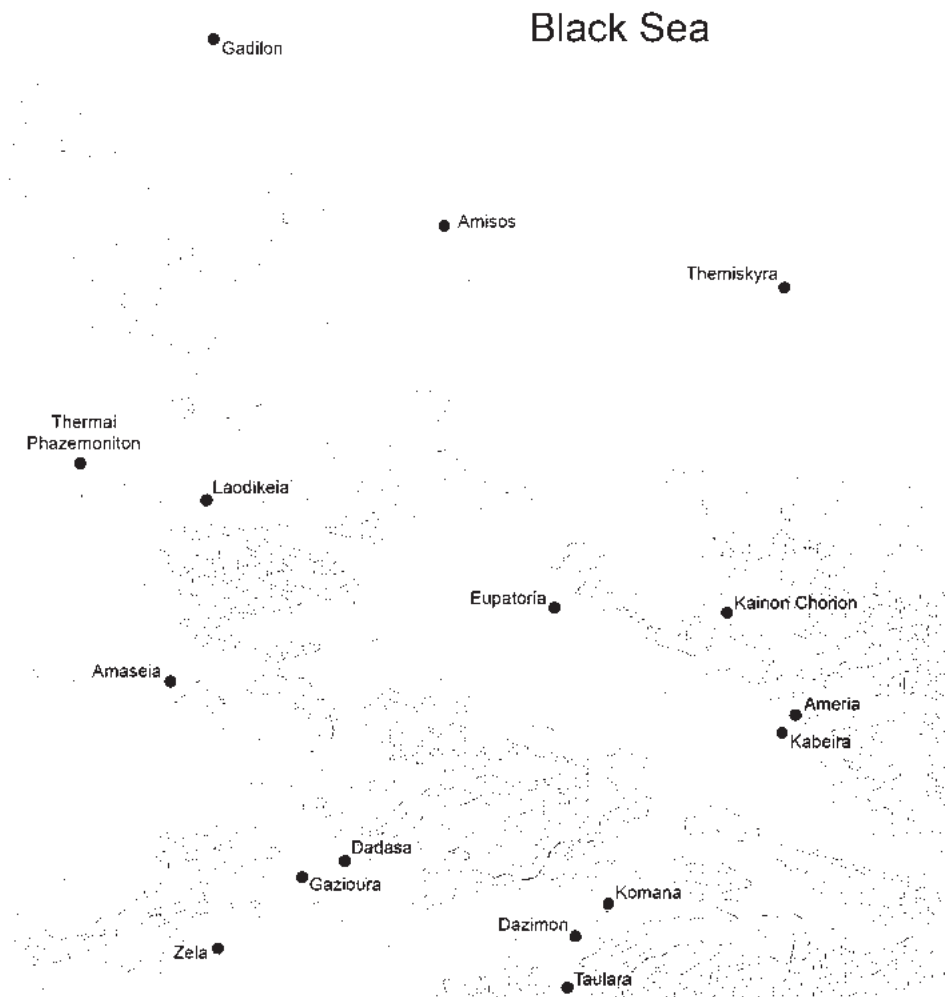 Black Sea
Gadilon
Amisos
Themiskyra
Thermai
Phazemoniton
Laodikeia
Eupatoria
Kainon Chorion
Amaseia
Ameria
Kabeira
Dadasa
Gazioura
Komana
Dazimon
Zela
Taulara